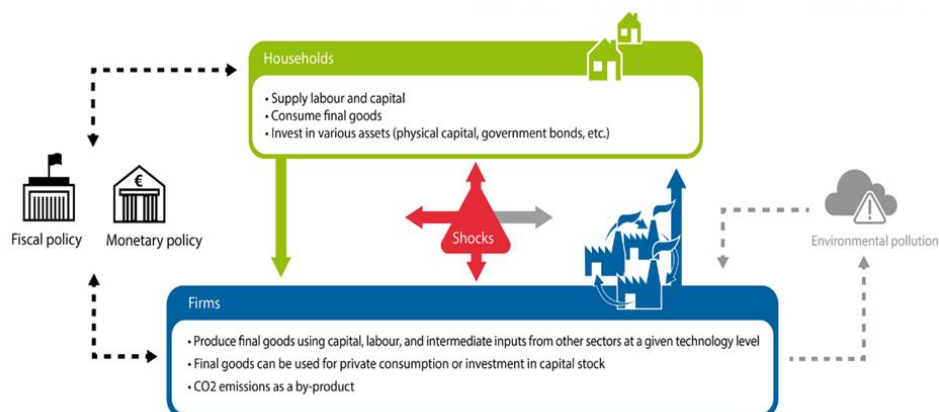 Households
• Supply labour and capital
• Consume final goods
• Invest in various assets (physical capital, government bonds, etc.)
€
Fiscal policy
Monetary policy
Shocks
Environmental pollution
Firms
• Produce final goods using capital, labour, and intermediate inputs from other sectors at a given technology level
• Final goods can be used for private consumption or investment in capital stock
• CO2 emissions as a by-product